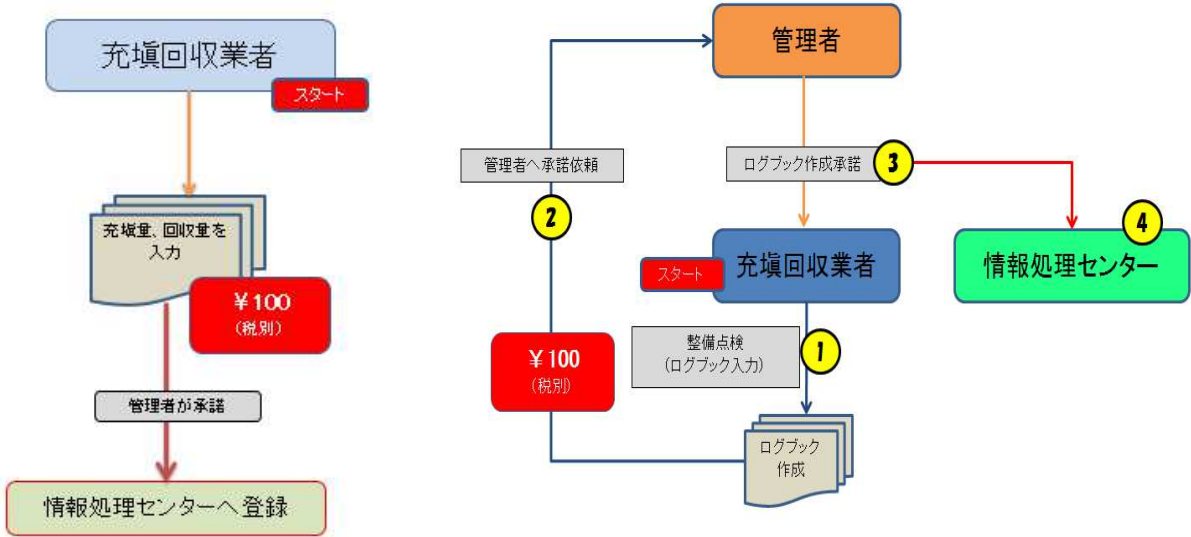 充塡回収業者
スタート
充塡量、回収量を
入力
￥100
(税別)
管理者が承諾
情報処理センターへ登録
管理者
管理者へ承諾依頼
ログブック作成承諾
3
2
4
充塡回収業者
スタート
情報処理センター
整備点検
(ログブック入力)
1
￥100
(税別)
ログブック
作成